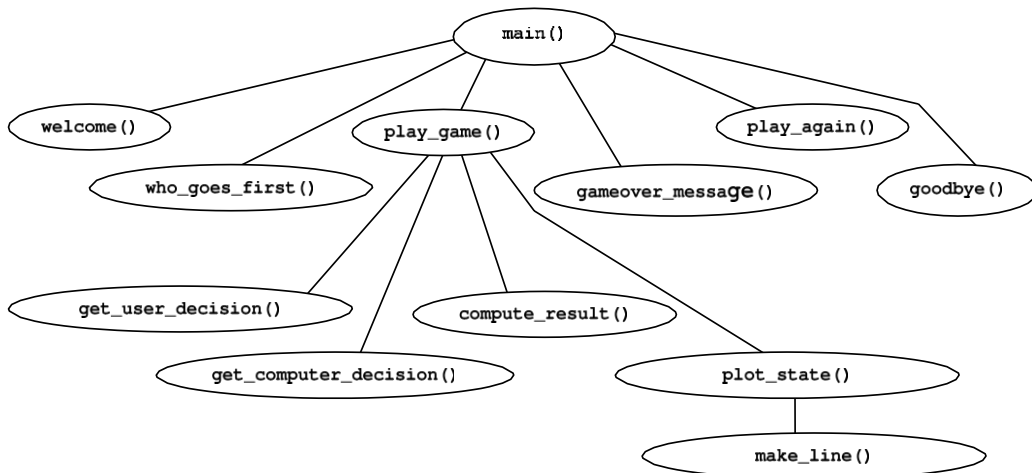 main()
welcome()
play_game()
play_again()
who_goes_first()
gameover_message()
goodbye()
get_user_decision()
compute_result()
get_computer_decision()
plot_state()
make_line()